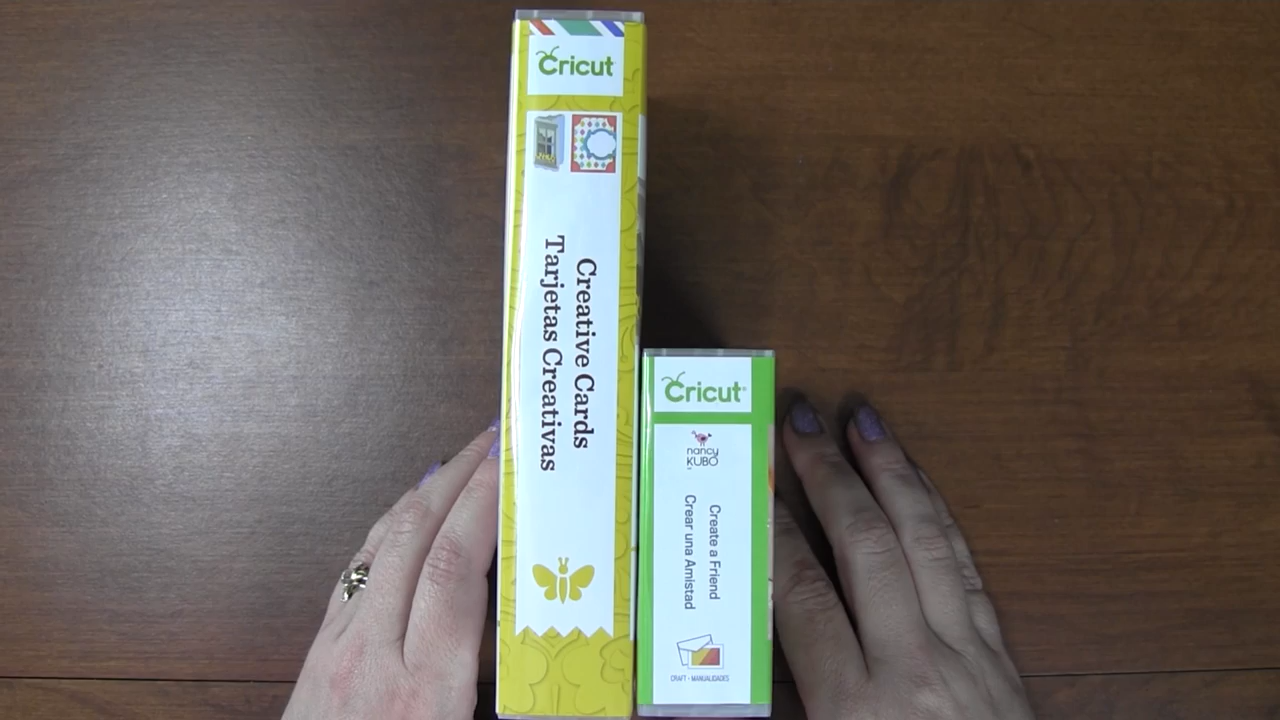 Cricut
Creative Cards
Tarjetas Creativas
Cricut
nancy
KUBO
Create a Friend
Crear una Amistad
CRAFT • MANUALIDADES